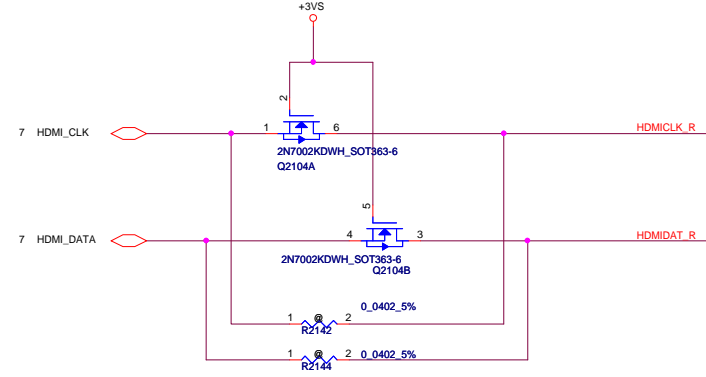 +3VS
2
7 HDMI_CLK
1
6
HDMICLK_R
2N7002KDWH_SOT363-6
Q2104A
5
7 HDMI_DATA
4
3
HDMIDAT_R
2N7002KDWH_SOT363-6
Q2104B
0_0402_5%
1 @ 2
R2142
1 @ 2 0_0402_5%
R2144